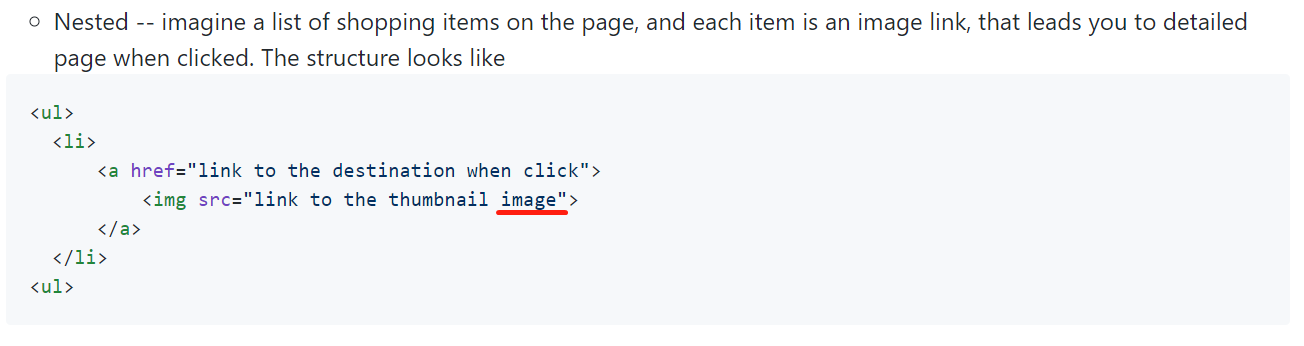 Nested -- imagine a list of shopping items on the page, and each item is an image link, that leads you to detailed
page when clicked. The structure looks like
<ul>
<li>
<a href="link to the destination when click">
<img src="link to the thumbnail image">
</a>
</li>
<ul>